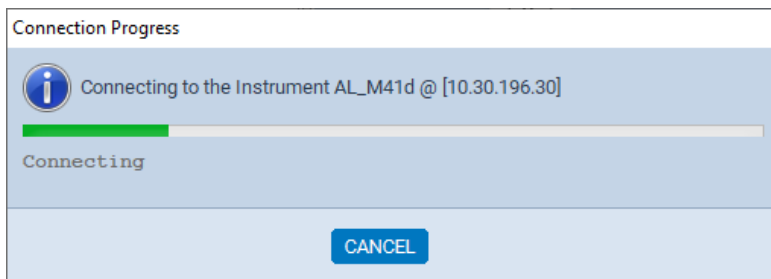 Connection Progress
Connecting to the Instrument AL_M41d @ [10.30.196.30]
Connecting
CANCEL